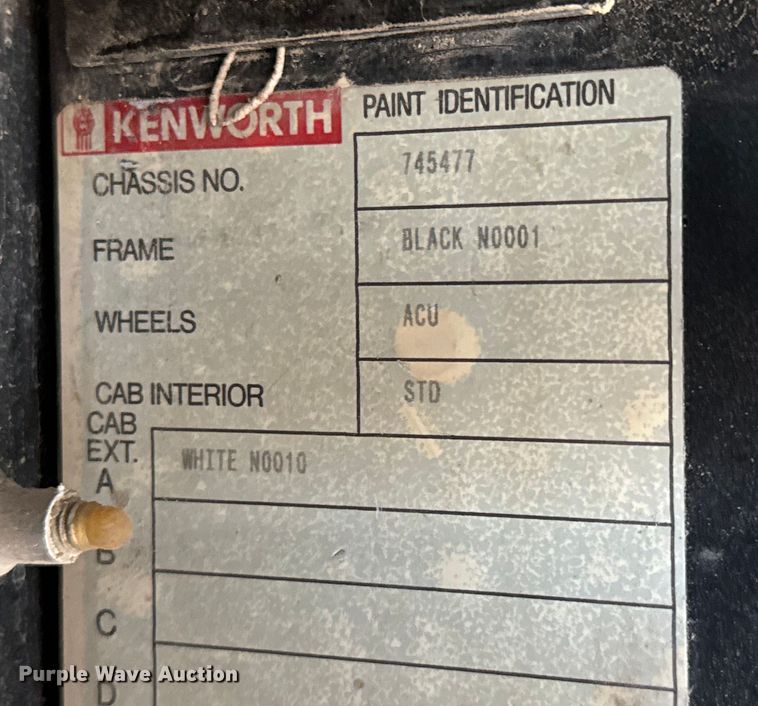 KENWORTH PAINT IDENTIFICATION
CHASSIS NO. 745477
FRAME BLACK N0001
WHEELS ACU
CAB INTERIOR STD
CAB
EXT.
A WHITE N0010
B
C
D
Purple Wave Auction